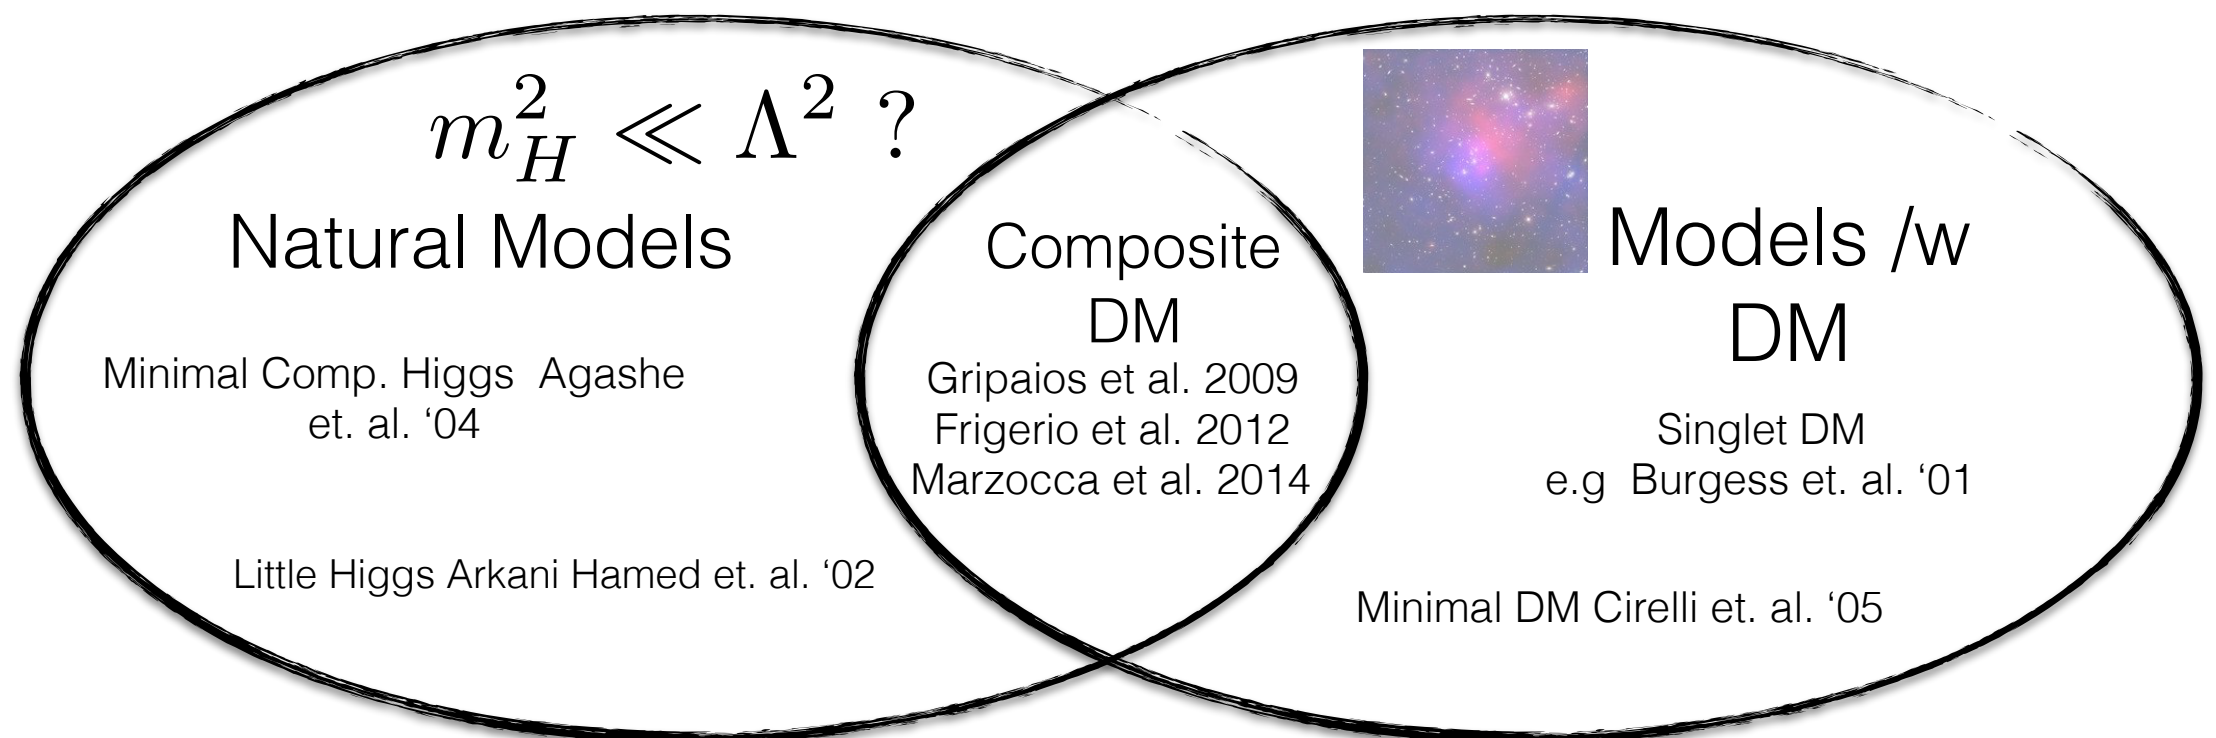 m_H^2 ≪ Λ^2 ?
Natural Models
Minimal Comp. Higgs  Agashe
et. al. ‘04
Little Higgs Arkani Hamed et. al. ‘02
Composite
DM
Gripaios et al. 2009
Frigerio et al. 2012
Marzocca et al. 2014
Models /w
DM
Singlet DM
e.g  Burgess et. al. ‘01
Minimal DM Cirelli et. al. ‘05